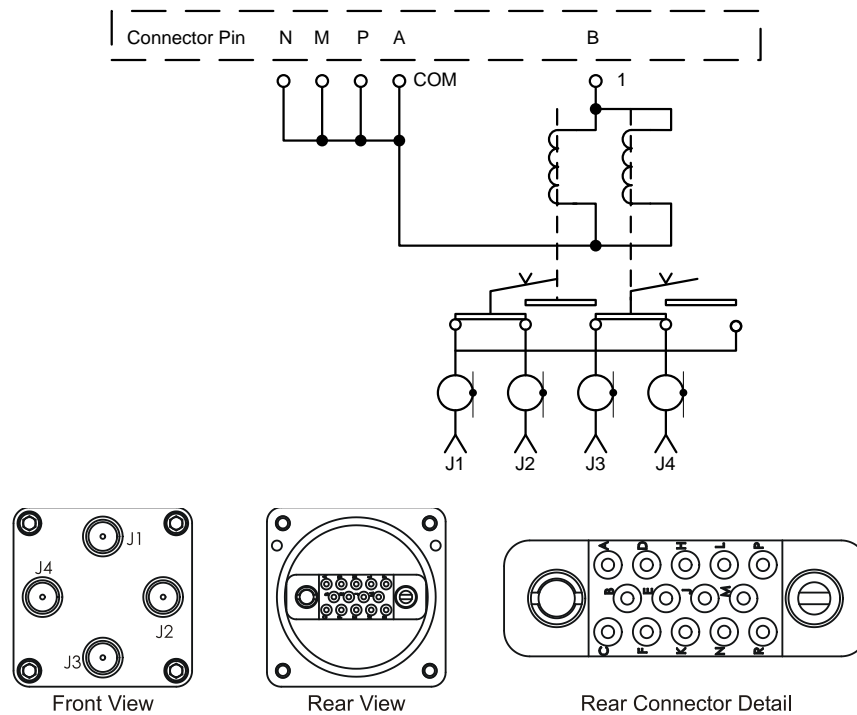 Connector Pin N M P A B
COM 1
J1 J2 J3 J4
J1
J4
J2
J3
Front View
Rear View
A D H L P
B E J M
C F K N R
Rear Connector Detail